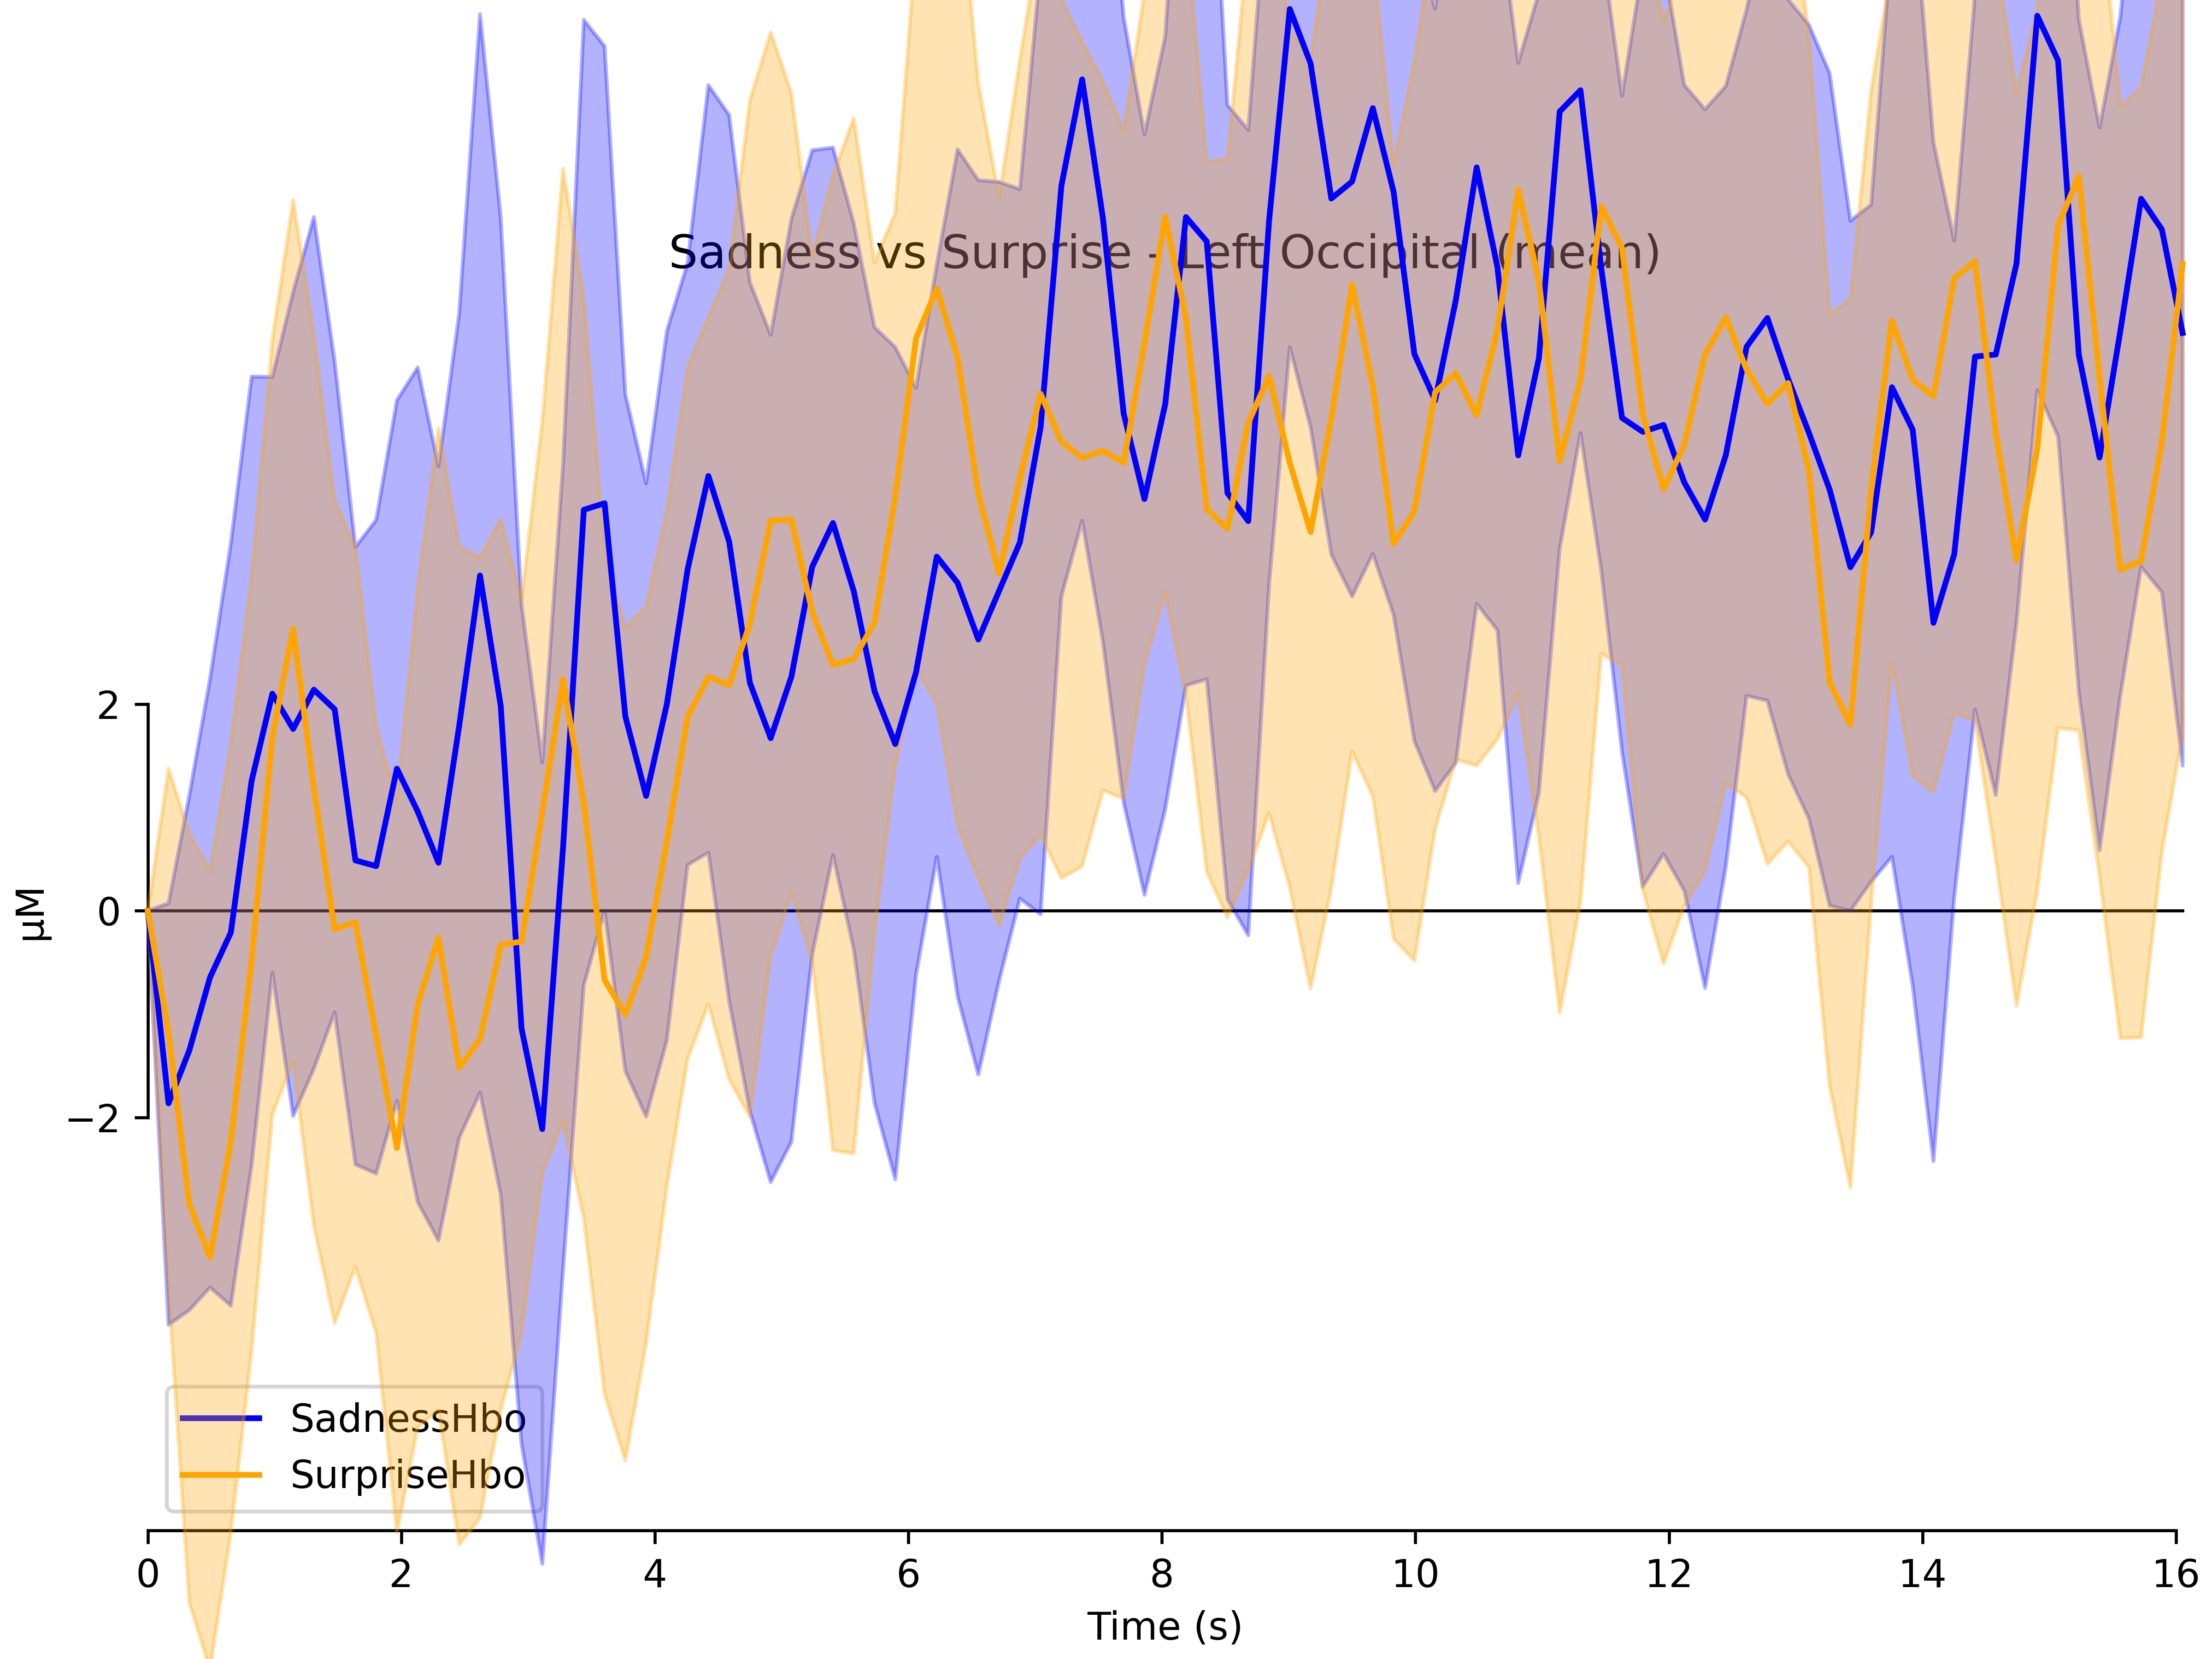 Sadness vs Surprise - Left Occipital (mean)
2
0
−2
µM
SadnessHbo
SurpriseHbo
0 2 4 6 8 10 12 14 16
Time (s)